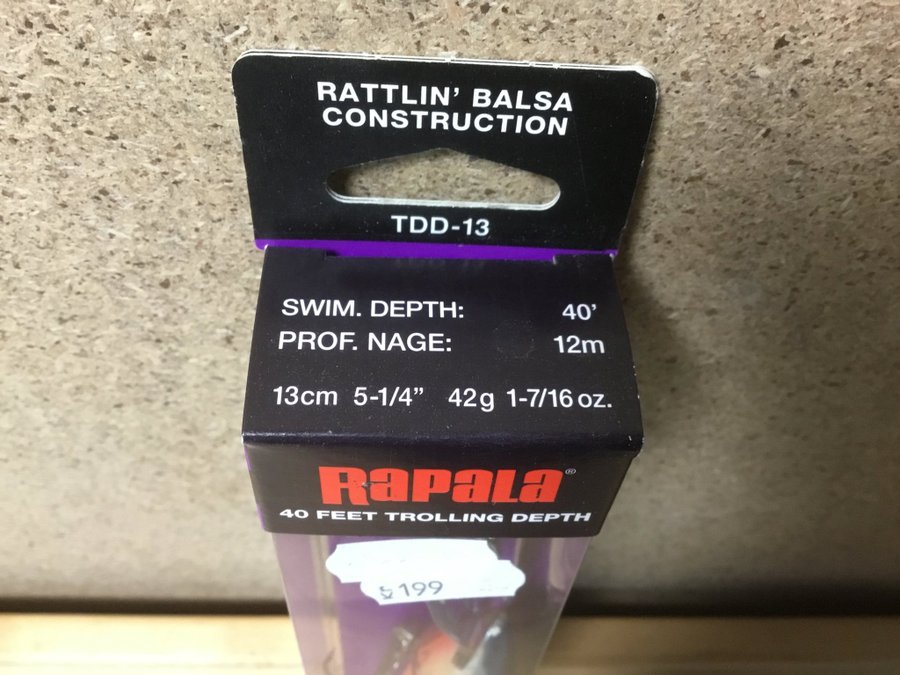 RATTLIN' BALSA
CONSTRUCTION
TDD-13
SWIM. DEPTH: 40'
PROF. NAGE: 12m
13cm 5-1/4" 42g 1-7/16 oz.
RAPALA®
40 FEET TROLLING DEPTH
199